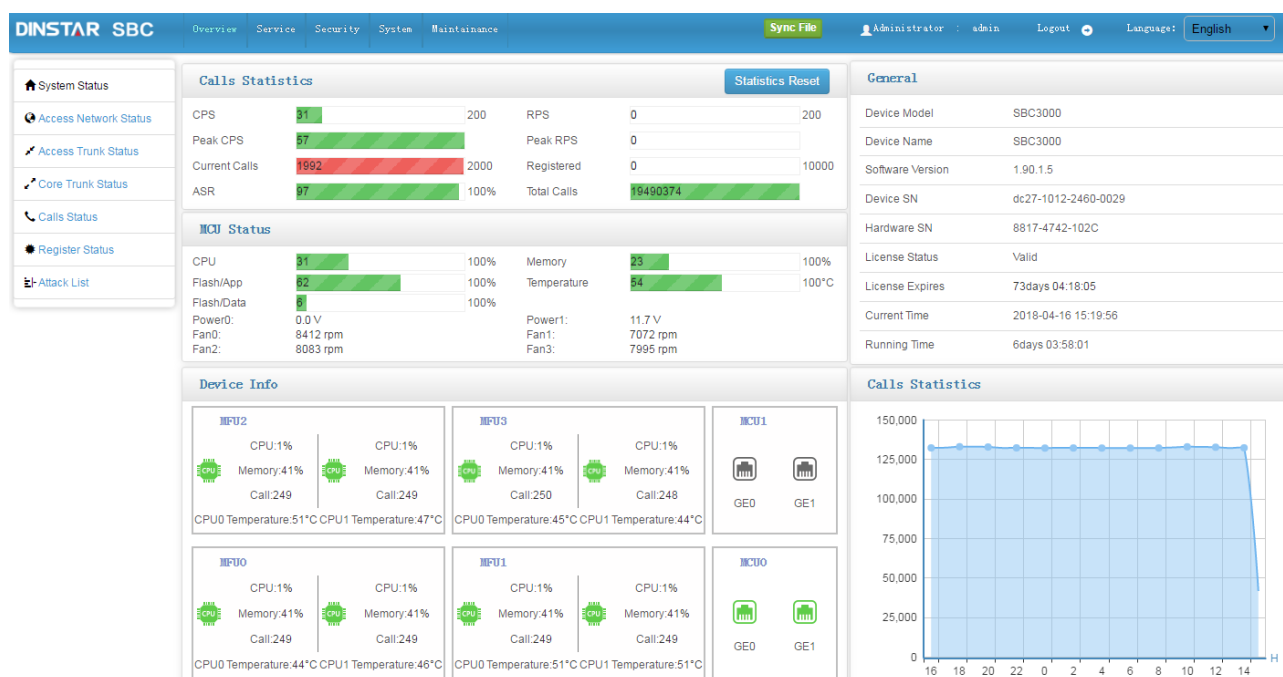 DINSTAR SBC
Overview Service Security System Maintainance
Sync File
Administrator : admin
Logout
Language: English
System Status
Access Network Status
Access Trunk Status
Core Trunk Status
Calls Status
Register Status
Attack List
Calls Statistics
Statistics Reset
CPS 31 200 RPS 0 200
Peak CPS 57 Peak RPS 0
Current Calls 1992 2000 Registered 0 10000
ASR 97 100% Total Calls 19490374
MCU Status
CPU 31 100% Memory 23 100%
Flash/App 62 100% Temperature 54 100°C
Flash/Data 6 100%
Power0: 0.0 V Power1: 11.7 V
Fan0: 8412 rpm Fan1: 7072 rpm
Fan2: 8083 rpm Fan3: 7995 rpm
General
Device Model SBC3000
Device Name SBC3000
Software Version 1.90.1.5
Device SN dc27-1012-2460-0029
Hardware SN 8817-4742-102C
License Status Valid
License Expires 73days 04:18:05
Current Time 2018-04-16 15:19:56
Running Time 6days 03:58:01
Device Info
MFU2
CPU:1% CPU:1%
CPU Memory:41% CPU Memory:41%
Call:249 Call:249
CPU0 Temperature:51°C CPU1 Temperature:47°C
MFU3
CPU:1% CPU:1%
CPU Memory:41% CPU Memory:41%
Call:250 Call:248
CPU0 Temperature:45°C CPU1 Temperature:44°C
MCU1
GE0 GE1
MFU0
CPU:1% CPU:1%
CPU Memory:41% CPU Memory:41%
Call:249 Call:249
CPU0 Temperature:44°C CPU1 Temperature:46°C
MFU1
CPU:1% CPU:1%
CPU Memory:41% CPU Memory:41%
Call:249 Call:249
CPU0 Temperature:51°C CPU1 Temperature:51°C
MCU0
GE0 GE1
Calls Statistics
150,000
125,000
100,000
75,000
50,000
25,000
0
H
16 18 20 22 0 2 4 6 8 10 12 14